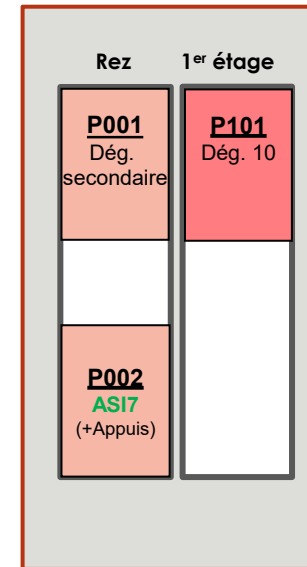 Rez
1er étage
P001
Dég.
secondaire
P101
Dég. 10
P002
ASI7
(+Appuis)